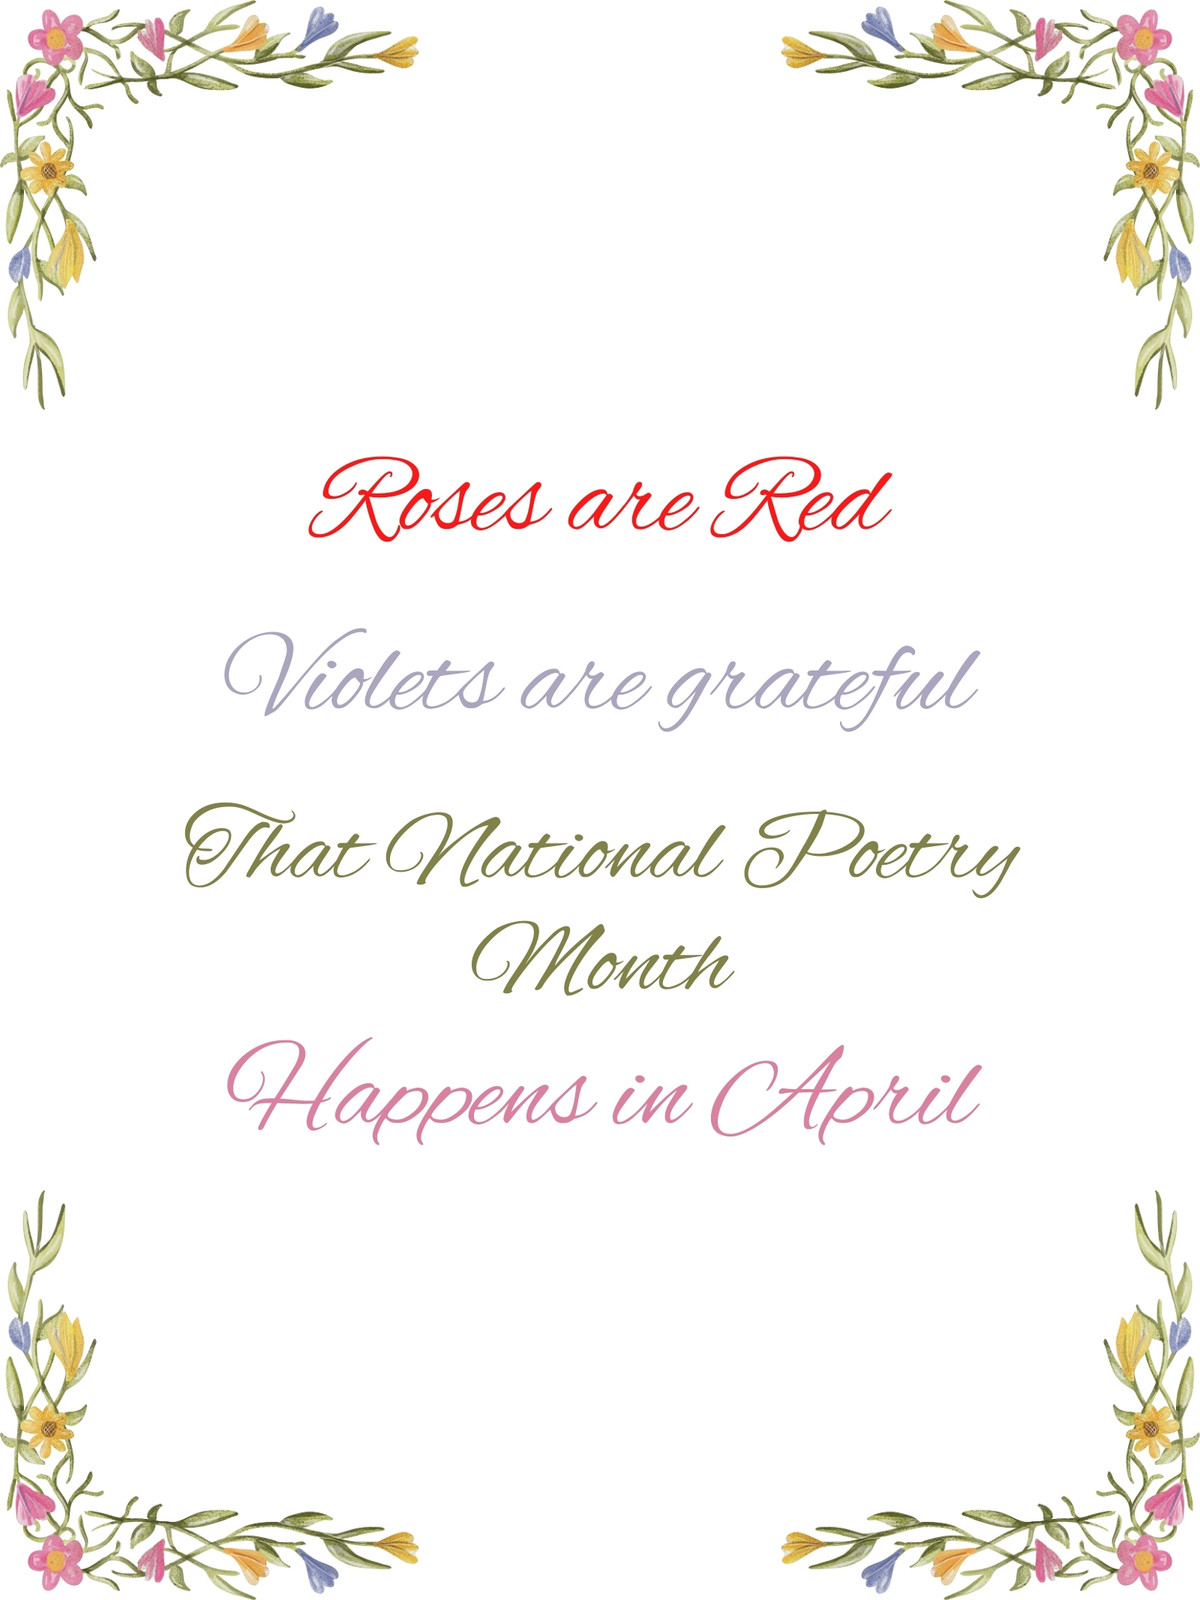 Roses are Red
Violets are grateful
That National Poetry
Month
Happens in April